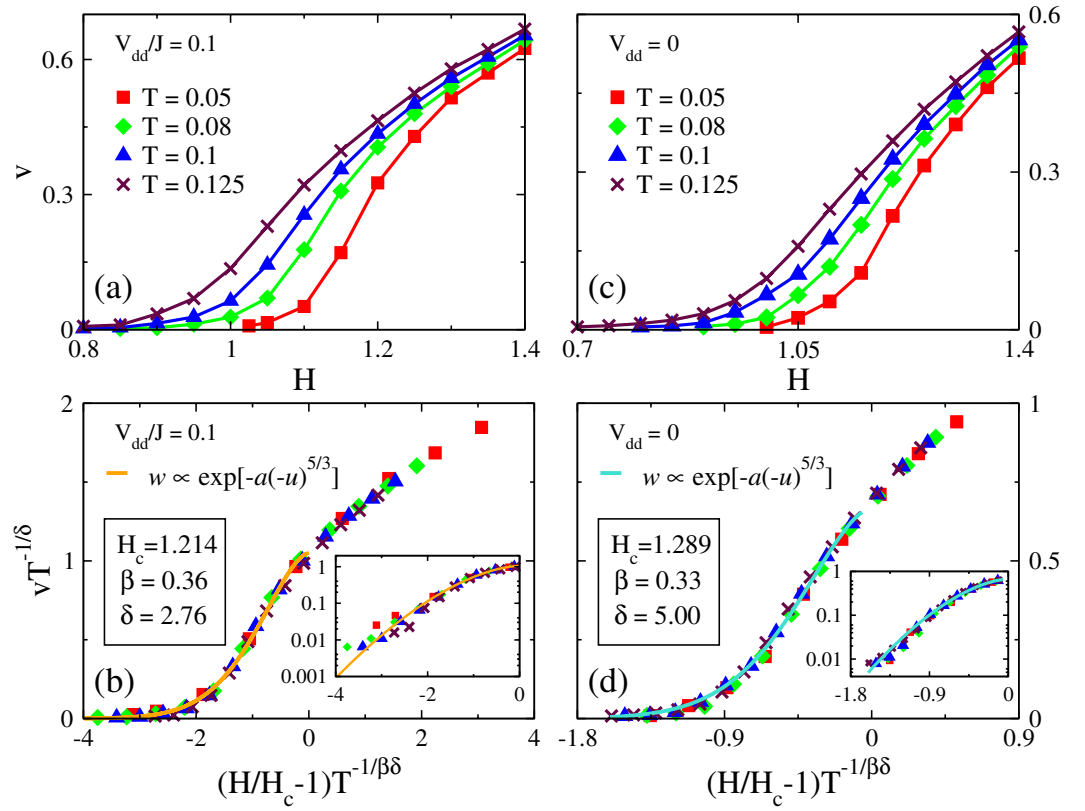 V_dd/J = 0.1
T = 0.05
T = 0.08
T = 0.1
T = 0.125
(a)
v
0.6
0.3
0
0.8
1
1.2
1.4
H
V_dd = 0
T = 0.05
T = 0.08
T = 0.1
T = 0.125
(c)
0.6
0.3
0
0.7
1.05
1.4
H
V_dd/J = 0.1
w ∝ exp[-a(-u)^5/3]
H_c=1.214
β = 0.36
δ = 2.76
(b)
vT^-1/δ
2
1
0
-4
-2
0
2
4
(H/H_c-1)T^-1/βδ
1
0.1
0.01
0.001
-4
-2
0
V_dd = 0
w ∝ exp[-a(-u)^5/3]
H_c=1.289
β = 0.33
δ = 5.00
(d)
1
0.5
0
-1.8
-0.9
0
0.9
(H/H_c-1)T^-1/βδ
1
0.1
0.01
-1.8
-0.9
0